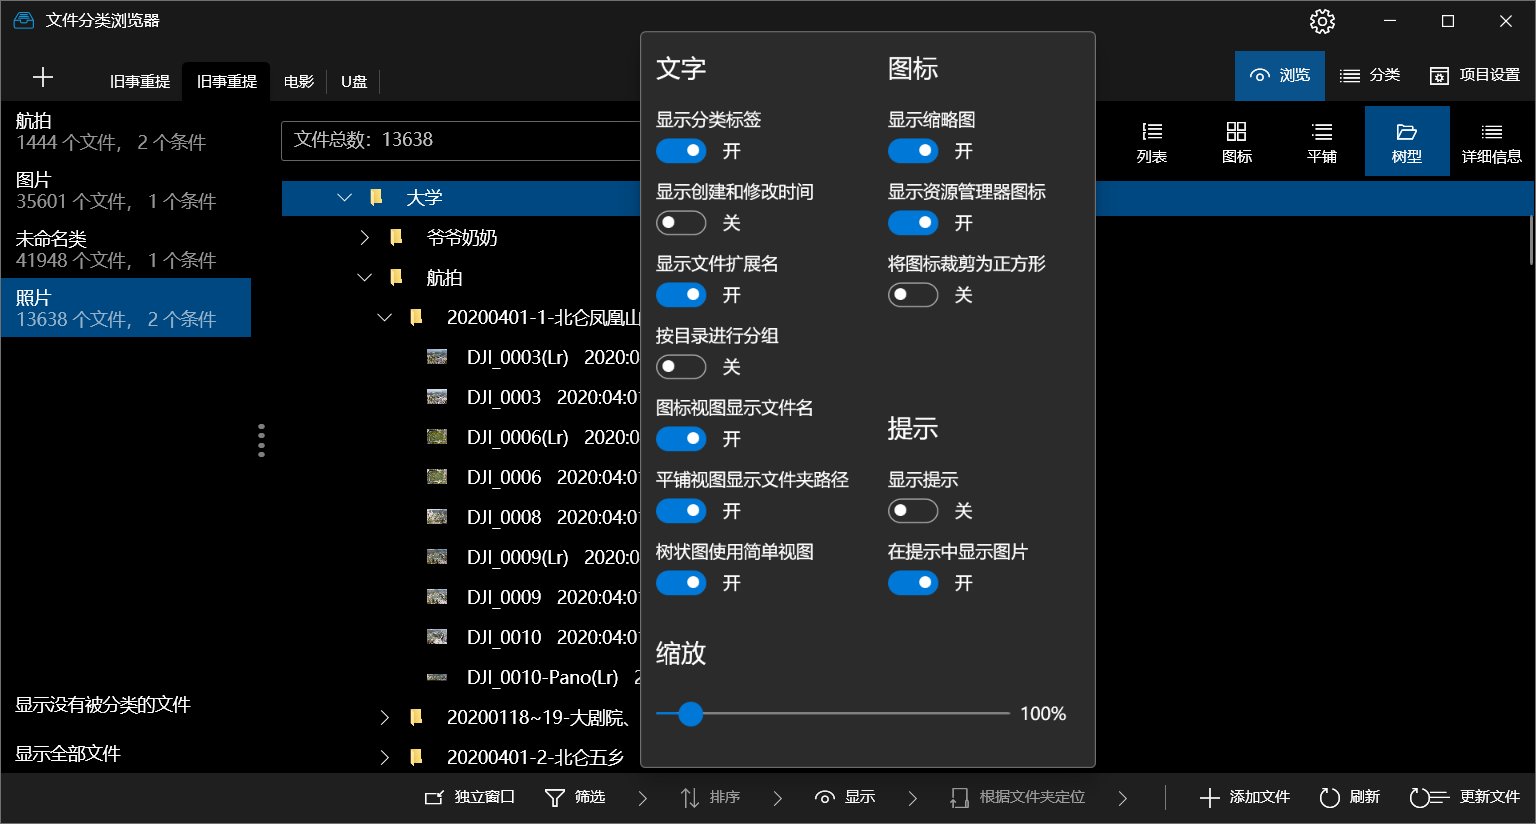 文件分类浏览器
旧事重提
旧事重提
电影
U盘
浏览
分类
项目设置
航拍
1444 个文件， 2 个条件
图片
35601 个文件， 1 个条件
未命名类
41948 个文件， 1 个条件
照片
13638 个文件， 2 个条件
显示没有被分类的文件
显示全部文件
文件总数：13638
列表
图标
平铺
树型
详细信息
大学
爷爷奶奶
航拍
20200401-1-北仑凤凰山
DJI_0003(Lr) 2020:0
DJI_0003 2020:04:0
DJI_0006(Lr) 2020:0
DJI_0006 2020:04:0
DJI_0008 2020:04:0
DJI_0009(Lr) 2020:0
DJI_0009 2020:04:0
DJI_0010 2020:04:0
DJI_0010-Pano(Lr) 2
20200118~19-大剧院、
20200401-2-北仑五乡
文字
显示分类标签
开
显示创建和修改时间
关
显示文件扩展名
开
按目录进行分组
关
图标视图显示文件名
开
平铺视图显示文件夹路径
开
树状图使用简单视图
开
图标
显示缩略图
开
显示资源管理器图标
开
将图标裁剪为正方形
关
提示
显示提示
关
在提示中显示图片
开
缩放
100%
独立窗口
筛选
排序
显示
根据文件夹定位
添加文件
刷新
更新文件